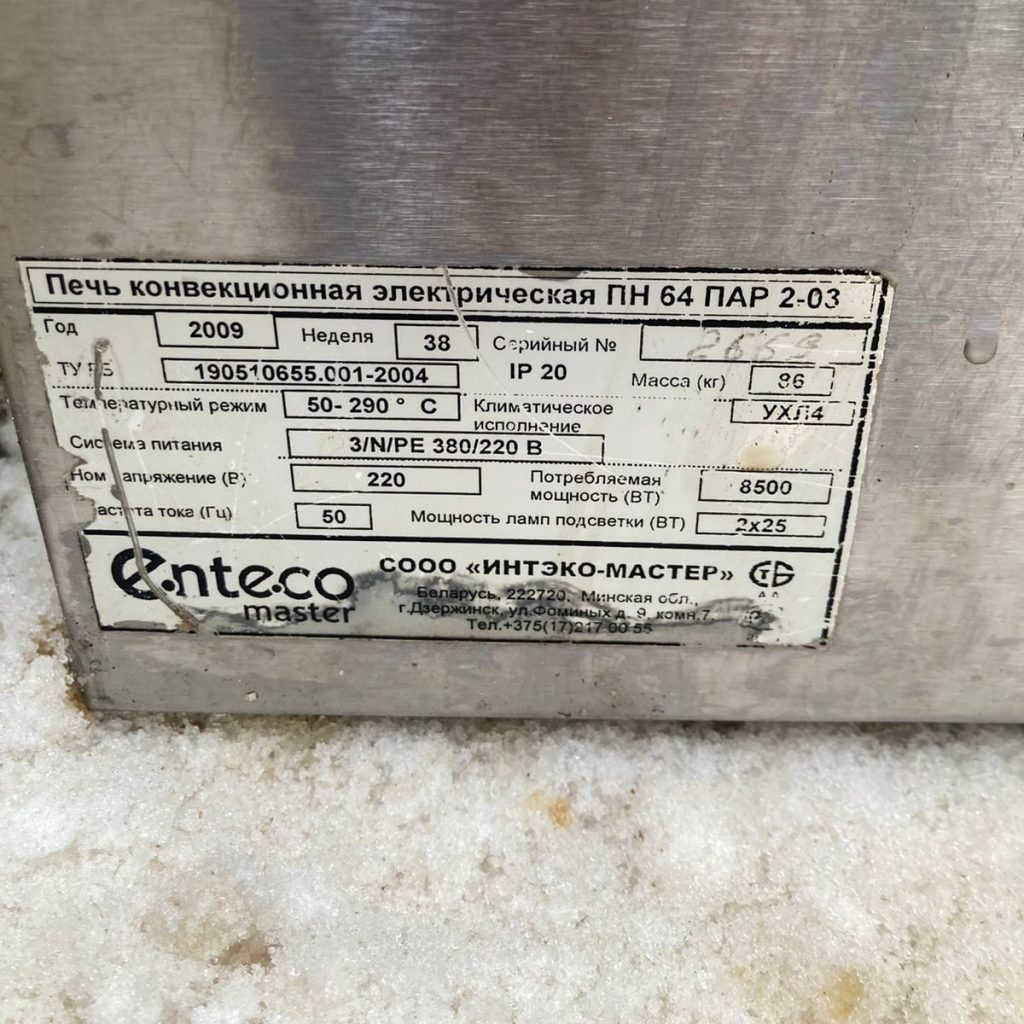 Печь конвекционная электрическая ПН 64 ПАР 2-03
Год 2009 Неделя 38 Серийный №
ТУ РБ 190510655.001-2004 IP 20 Масса (кг) 86
Температурный режим 50- 290 ° С Климатическое исполнение УХЛ4
Система питания 3/N/PE 380/220 В
Ном напряжение (В) 220 Потребляемая мощность (ВТ) 8500
Частота тока (Гц) 50 Мощность ламп подсветки (ВТ) 2х25
enteco master
СООО «ИНТЭКО-МАСТЕР»
Беларусь, 222720, Минская обл.,
г.Дзержинск, ул.Фоминых д. 9, комн.7
Тел.+375(17)217 00 55